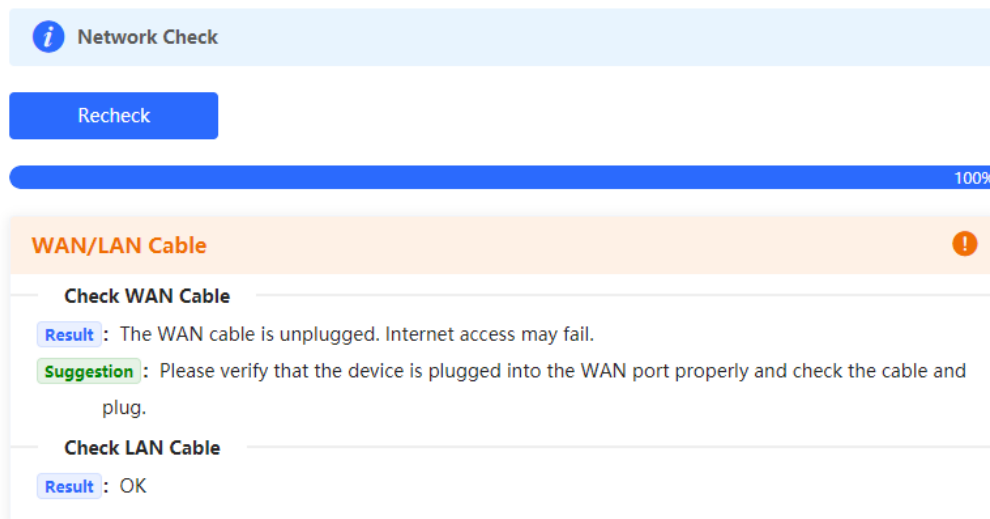 Network Check
Recheck
100%
WAN/LAN Cable
Check WAN Cable
Result : The WAN cable is unplugged. Internet access may fail.
Suggestion : Please verify that the device is plugged into the WAN port properly and check the cable and
plug.
Check LAN Cable
Result : OK